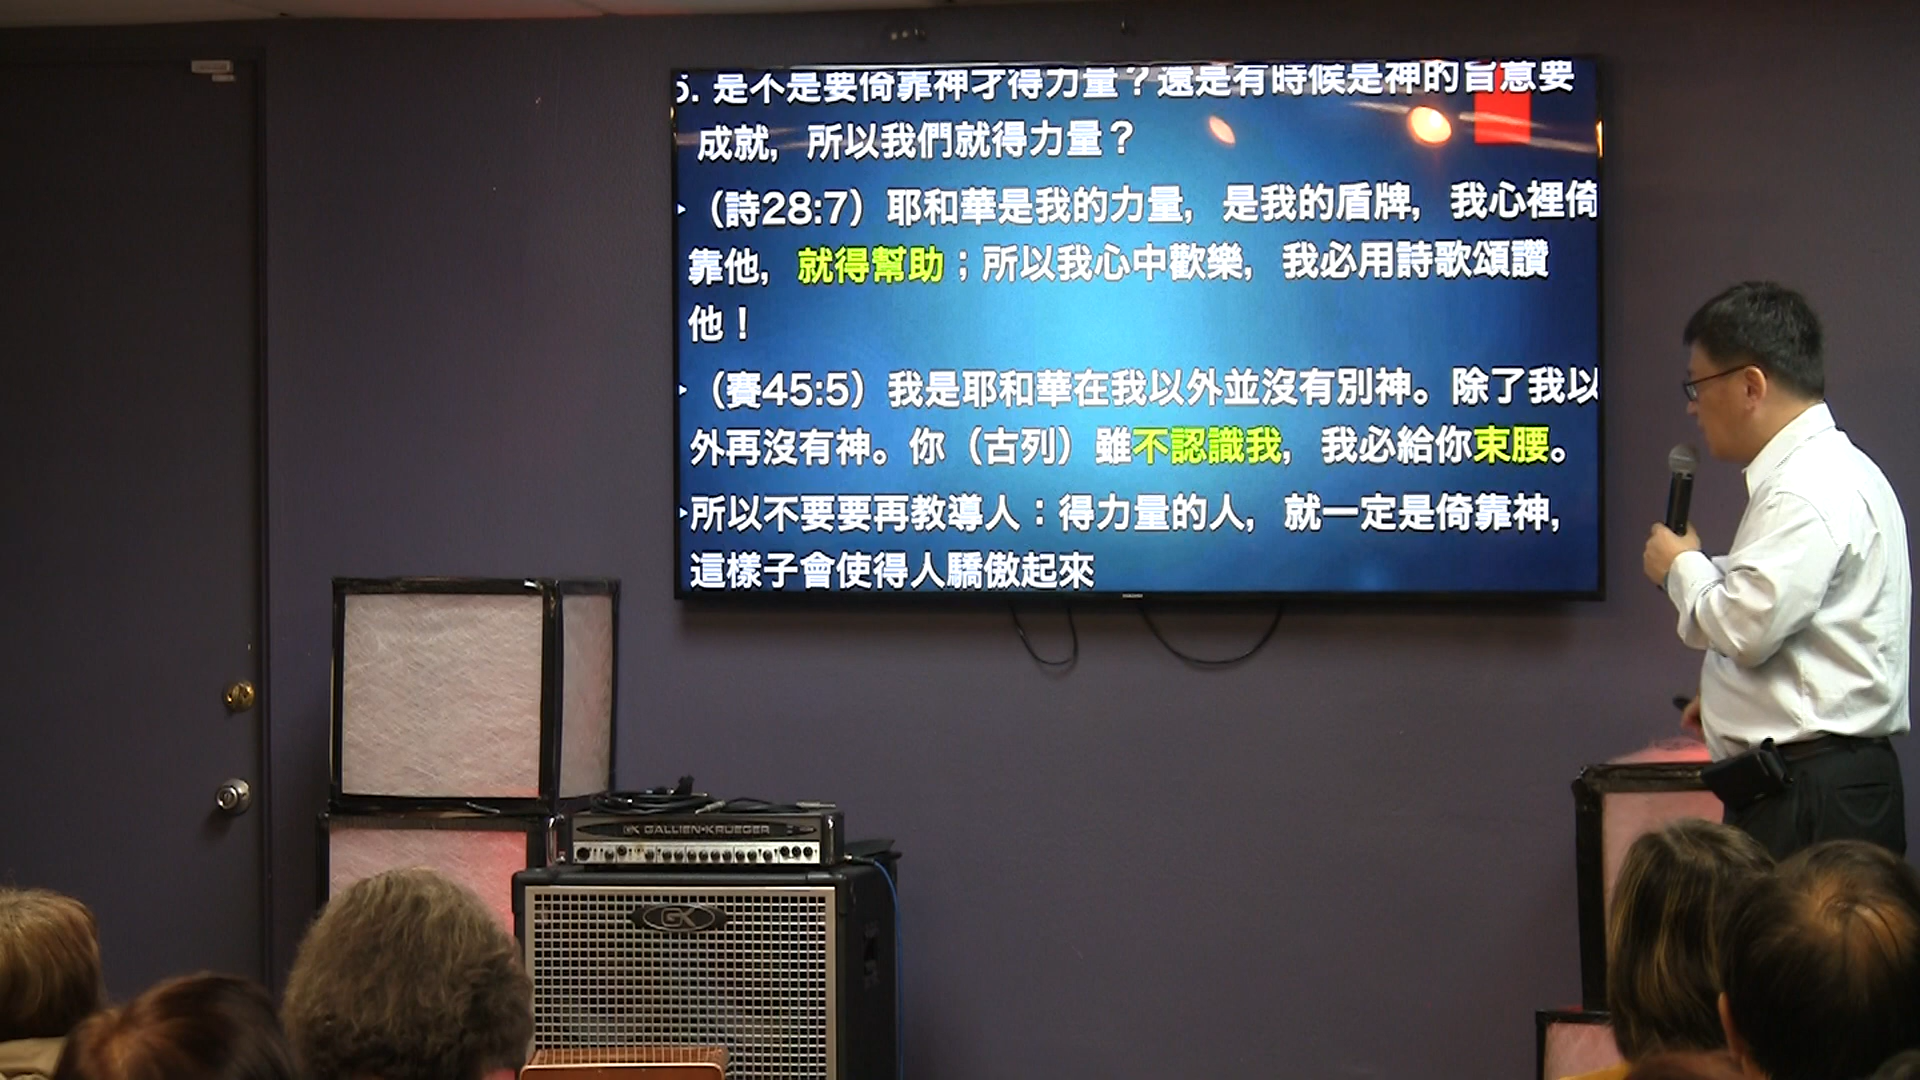 5. 是不是要倚靠神才得力量？還是有時候是神的旨意要
成就，所以我們就得力量？
（詩28:7）耶和華是我的力量，是我的盾牌，我心裡倚
靠他，就得幫助；所以我心中歡樂，我必用詩歌頌讚
他！
（賽45:5）我是耶和華在我以外並沒有別神。除了我以
外再沒有神。你（古列）雖不認識我，我必給你束腰。
所以不要要再教導人：得力量的人，就一定是倚靠神，
這樣子會使得人驕傲起來
GK GALLIEN-KRUEGER
GK